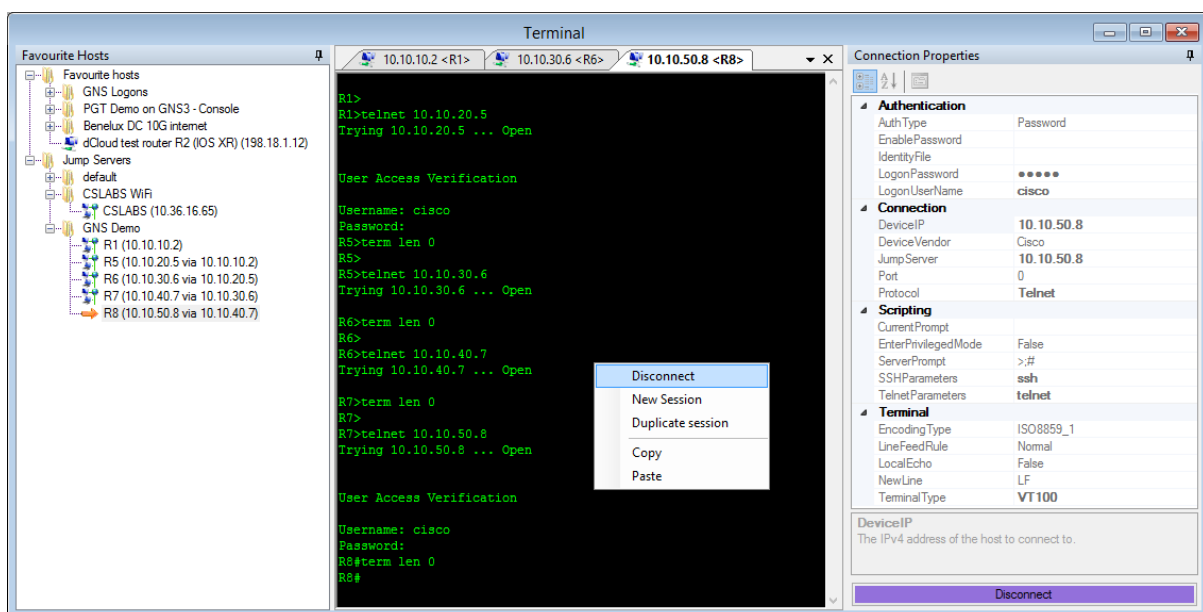 Terminal
Favourite Hosts
Favourite hosts
GNS Logons
PGT Demo on GNS3 - Console
Benelux DC 10G internet
dCloud test router R2 (IOS XR) (198.18.1.12)
Jump Servers
default
CSLABS WiFi
CSLABS (10.36.16.65)
GNS Demo
R1 (10.10.10.2)
R5 (10.10.20.5 via 10.10.10.2)
R6 (10.10.30.6 via 10.10.20.5)
R7 (10.10.40.7 via 10.10.30.6)
R8 (10.10.50.8 via 10.10.40.7)
10.10.10.2 <R1> 10.10.30.6 <R6> 10.10.50.8 <R8>
R1>
R1>telnet 10.10.20.5
Trying 10.10.20.5 ... Open
User Access Verification
Username: cisco
Password:
R5>term len 0
R5>
R5>telnet 10.10.30.6
Trying 10.10.30.6 ... Open
R6>term len 0
R6>
R6>telnet 10.10.40.7
Trying 10.10.40.7 ... Open
R7>term len 0
R7>
R7>telnet 10.10.50.8
Trying 10.10.50.8 ... Open
User Access Verification
Username: cisco
Password:
R8#term len 0
R8#
Disconnect
New Session
Duplicate session
Copy
Paste
Connection Properties
Authentication
AuthType Password
EnablePassword
IdentityFile
LogonPassword ●●●●●
LogonUserName cisco
Connection
DeviceIP 10.10.50.8
DeviceVendor Cisco
JumpServer 10.10.50.8
Port 0
Protocol Telnet
Scripting
CurrentPrompt
EnterPrivilegedMode False
ServerPrompt >;#
SSHParameters ssh
TelnetParameters telnet
Terminal
EncodingType ISO8859_1
LineFeedRule Normal
LocalEcho False
NewLine LF
TerminalType VT100
DeviceIP
The IPv4 address of the host to connect to.
Disconnect